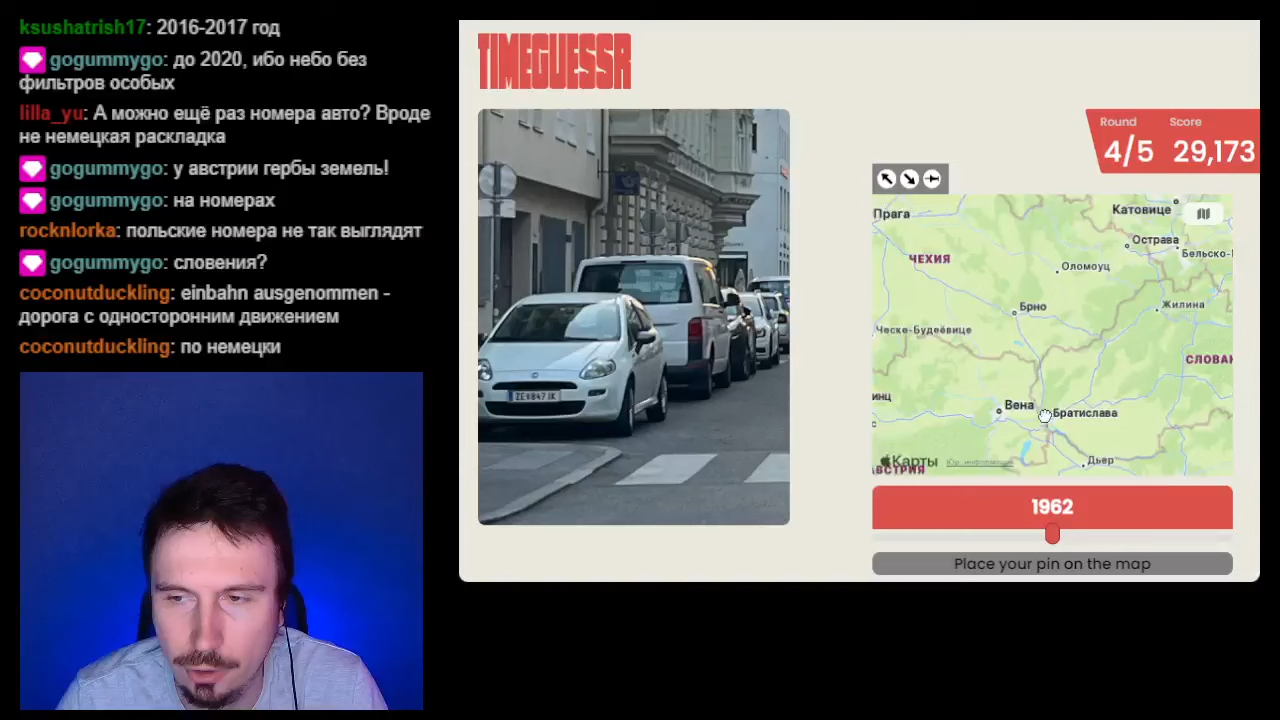 ksushatrish17: 2016-2017 год
gogummygo: до 2020, ибо небо без
фильтров особых
lilla_yu: А можно ещё раз номера авто? Вроде
не немецкая раскладка
gogummygo: у австрии гербы земель!
gogummygo: на номерах
rocknlorka: польские номера не так выглядят
gogummygo: словения?
coconutduckling: einbahn ausgenommen -
дорога с односторонним движением
coconutduckling: по немецки
TIMEGUESSR
Round Score
4/5 29,173
Прага
Катовице
Острава
ЧЕХИЯ
Оломоуц
Брно
Жилина
Ческе-Будеёвице
СЛОВАН
Вена
Братислава
Карты
Дьер
1962
Place your pin on the map